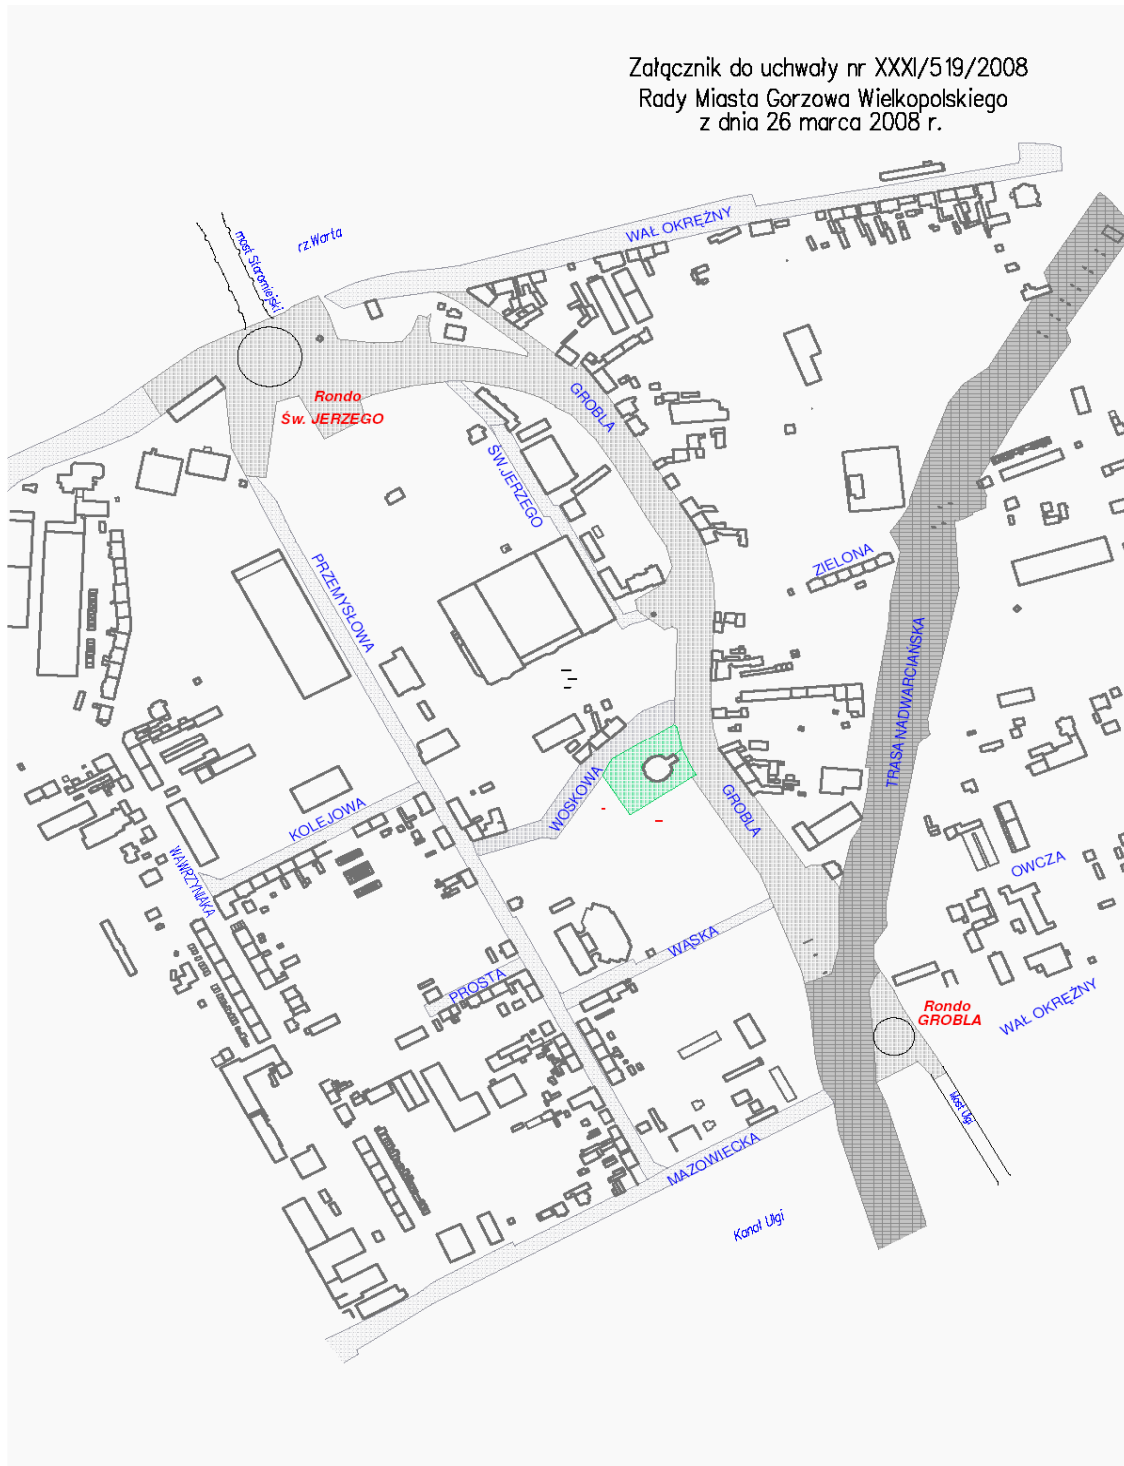 Załącznik do uchwały nr XXXI/519/2008
Rady Miasta Gorzowa Wielkopolskiego
z dnia 26 marca 2008 r.
WAŁ OKRĘŻNY
rz.Warta
most Staromiejski
Rondo
Św. JERZEGO
GROBLA
ŚW.JERZEGO
PRZEMYSŁOWA
ZIELONA
TRASA NADWARCIAŃSKA
WOSKOWA
GROBLA
KOLEJOWA
WAWRZYNIAKA
OWCZA
WĄSKA
PROSTA
WAŁ OKRĘŻNY
Rondo
GROBLA
Most Ulgi
MAZOWIECKA
Kanał Ulgi